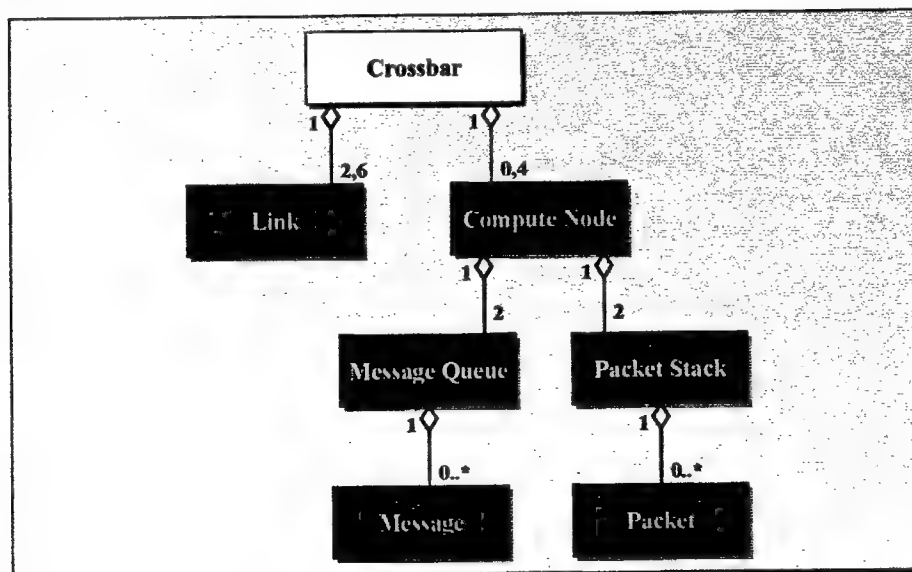 Crossbar
1
1
2,6
0,4
Link
Compute Node
1
1
2
2
Message Queue
Packet Stack
1
1
0..*
0..*
Message
Packet